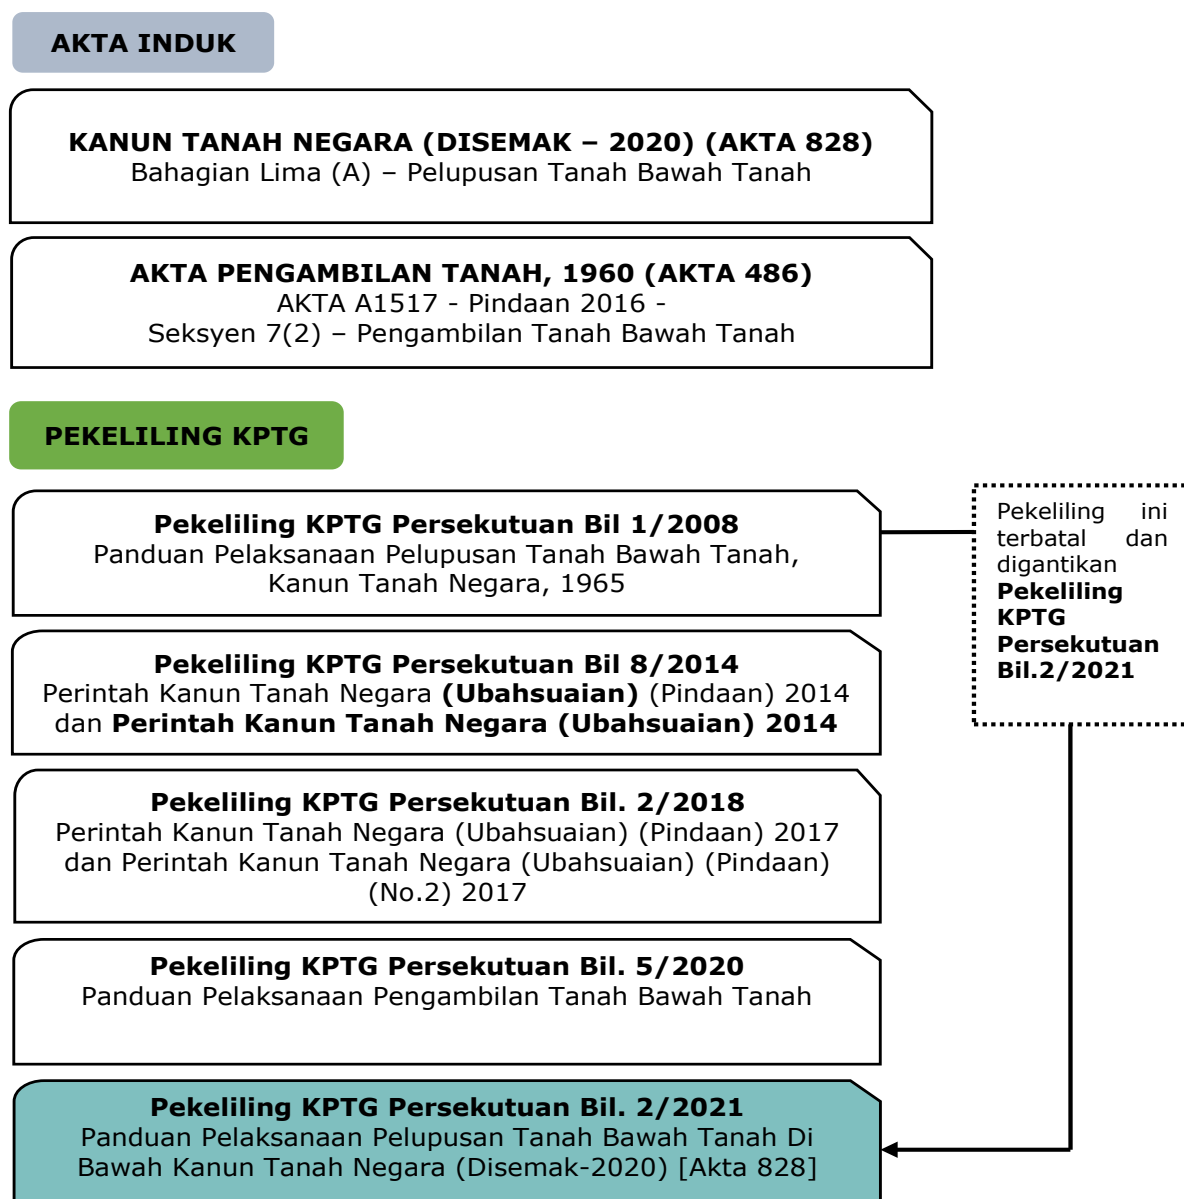 AKTA INDUK
KANUN TANAH NEGARA (DISEMAK – 2020) (AKTA 828)
Bahagian Lima (A) – Pelupusan Tanah Bawah Tanah
AKTA PENGAMBILAN TANAH, 1960 (AKTA 486)
AKTA A1517 - Pindaan 2016 -
Seksyen 7(2) – Pengambilan Tanah Bawah Tanah
PEKELILING KPTG
Pekeliling KPTG Persekutuan Bil 1/2008
Panduan Pelaksanaan Pelupusan Tanah Bawah Tanah,
Kanun Tanah Negara, 1965
Pekeliling ini
terbatal dan
digantikan
Pekeliling
KPTG
Persekutuan
Bil.2/2021
Pekeliling KPTG Persekutuan Bil 8/2014
Perintah Kanun Tanah Negara (Ubahsuaian) (Pindaan) 2014
dan Perintah Kanun Tanah Negara (Ubahsuaian) 2014
Pekeliling KPTG Persekutuan Bil. 2/2018
Perintah Kanun Tanah Negara (Ubahsuaian) (Pindaan) 2017
dan Perintah Kanun Tanah Negara (Ubahsuaian) (Pindaan)
(No.2) 2017
Pekeliling KPTG Persekutuan Bil. 5/2020
Panduan Pelaksanaan Pengambilan Tanah Bawah Tanah
Pekeliling KPTG Persekutuan Bil. 2/2021
Panduan Pelaksanaan Pelupusan Tanah Bawah Tanah Di
Bawah Kanun Tanah Negara (Disemak-2020) [Akta 828]